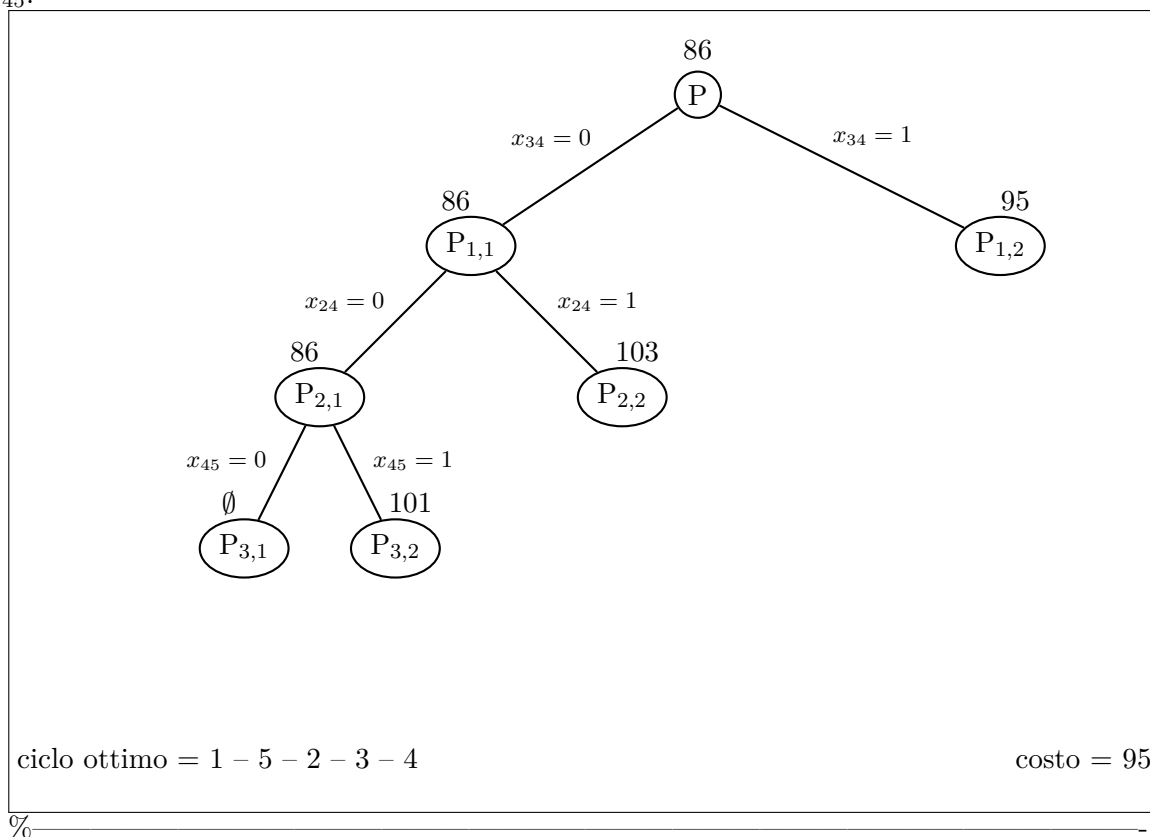 45.
86
P
x34 = 0
x34 = 1
86
95
P1,1
P1,2
x24 = 0
x24 = 1
86
103
P2,1
P2,2
x45 = 0
x45 = 1
∅
101
P3,1
P3,2
ciclo ottimo = 1 – 5 – 2 – 3 – 4
costo = 95
%—————————————————————-